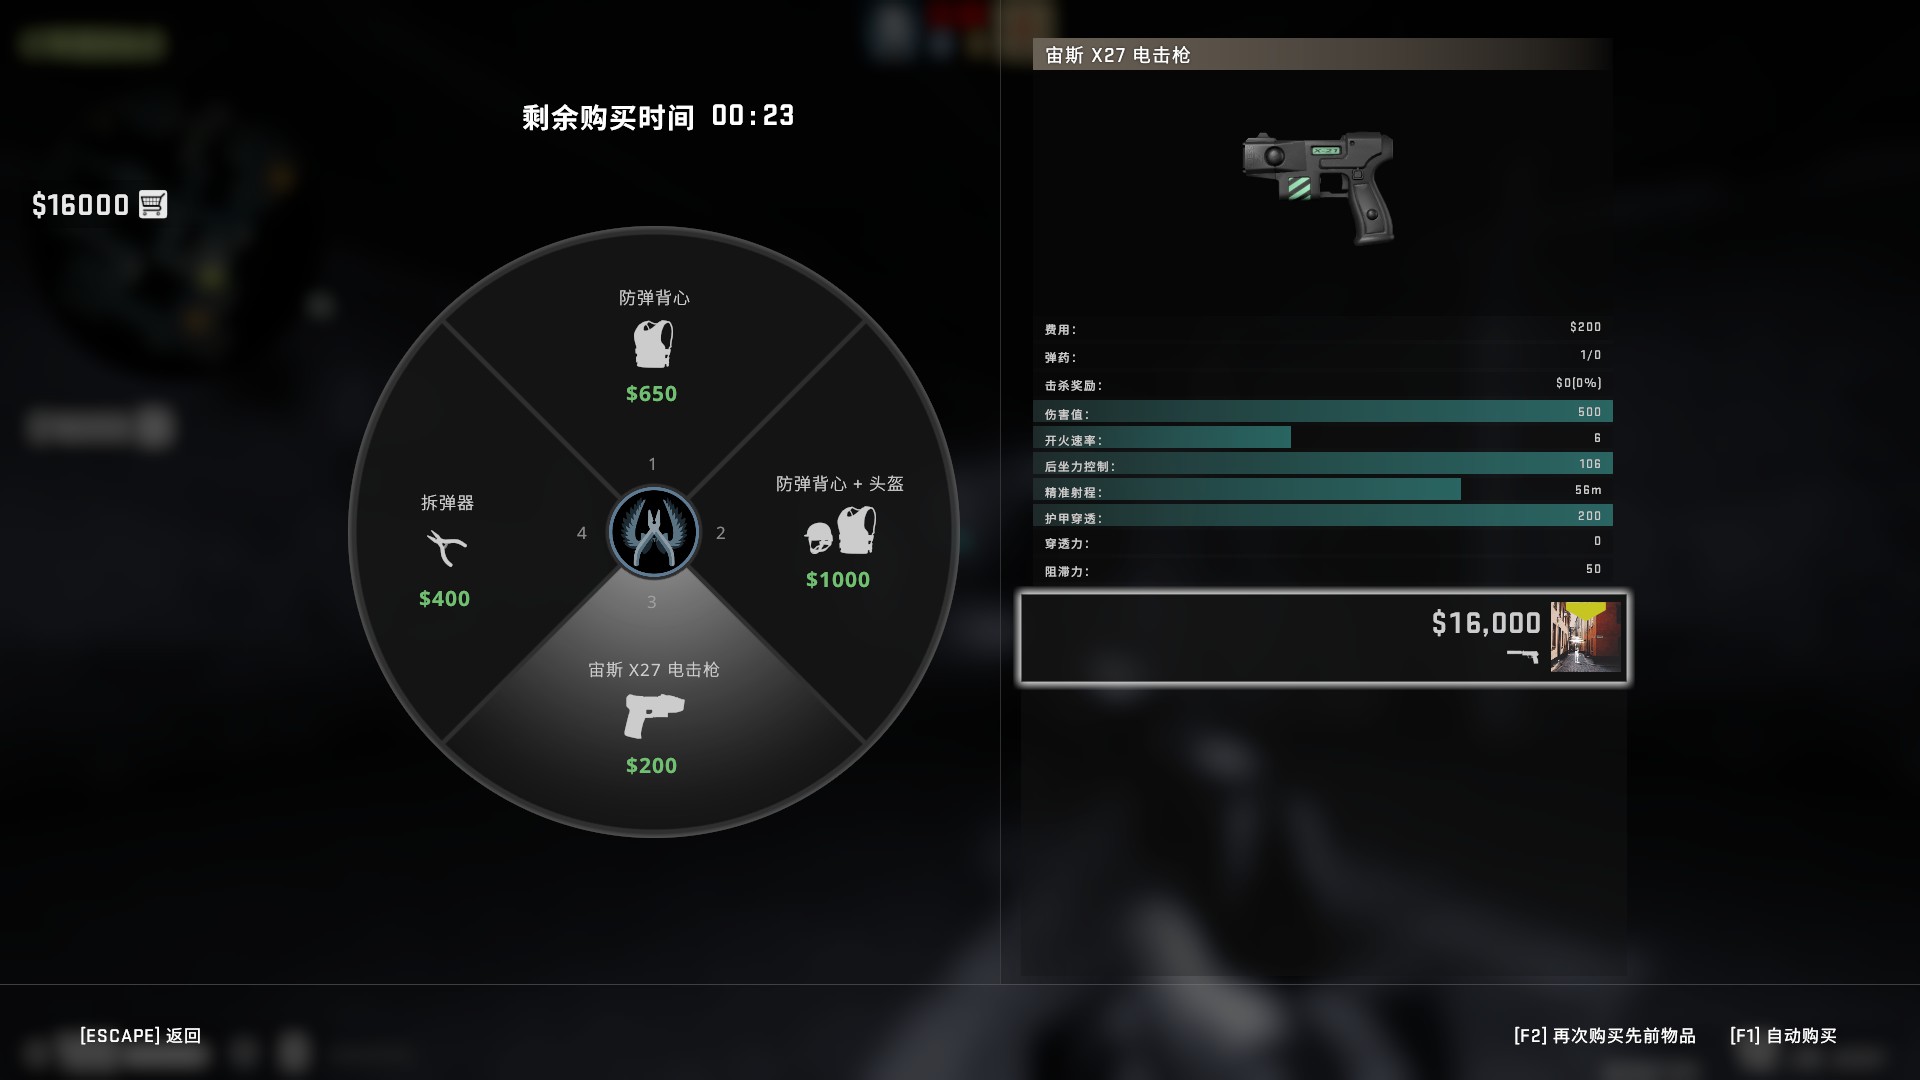 剩余购买时间 00:23
$16000
防弹背心
$650
1
防弹背心 + 头盔
$1000
2
3
宙斯 X27 电击枪
$200
拆弹器
$400
4
宙斯 X27 电击枪
X-27
费用: $200
弹药: 1/0
击杀奖励: $0(0%)
伤害值: 500
开火速率: 6
后坐力控制: 106
精准射程: 56m
护甲穿透: 200
穿透力: 0
阻滞力: 50
$16,000
[ESCAPE] 返回
[F2] 再次购买先前物品
[F1] 自动购买